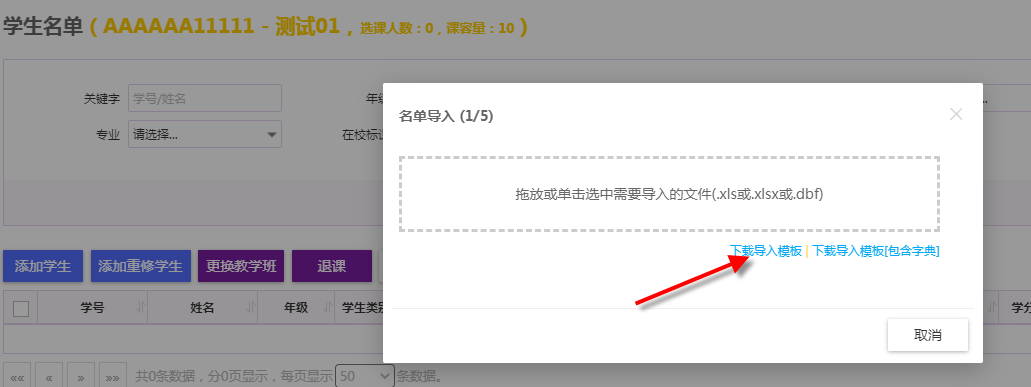 学生名单 ( AAAAAA11111 - 测试01 , 选课人数：0 , 课容量：10 )
关键字 学号/姓名 年级
专业 请选择... 在校标识
名单导入 (1/5)
拖放或单击选中需要导入的文件(.xls或.xlsx或.dbf)
下载导入模板 | 下载导入模板[包含字典]
取消
添加学生 添加重修学生 更换教学班 退课
学号 姓名 年级 学生类别 学分
«« « » »» 共0条数据，分0页显示，每页显示 50 条数据。